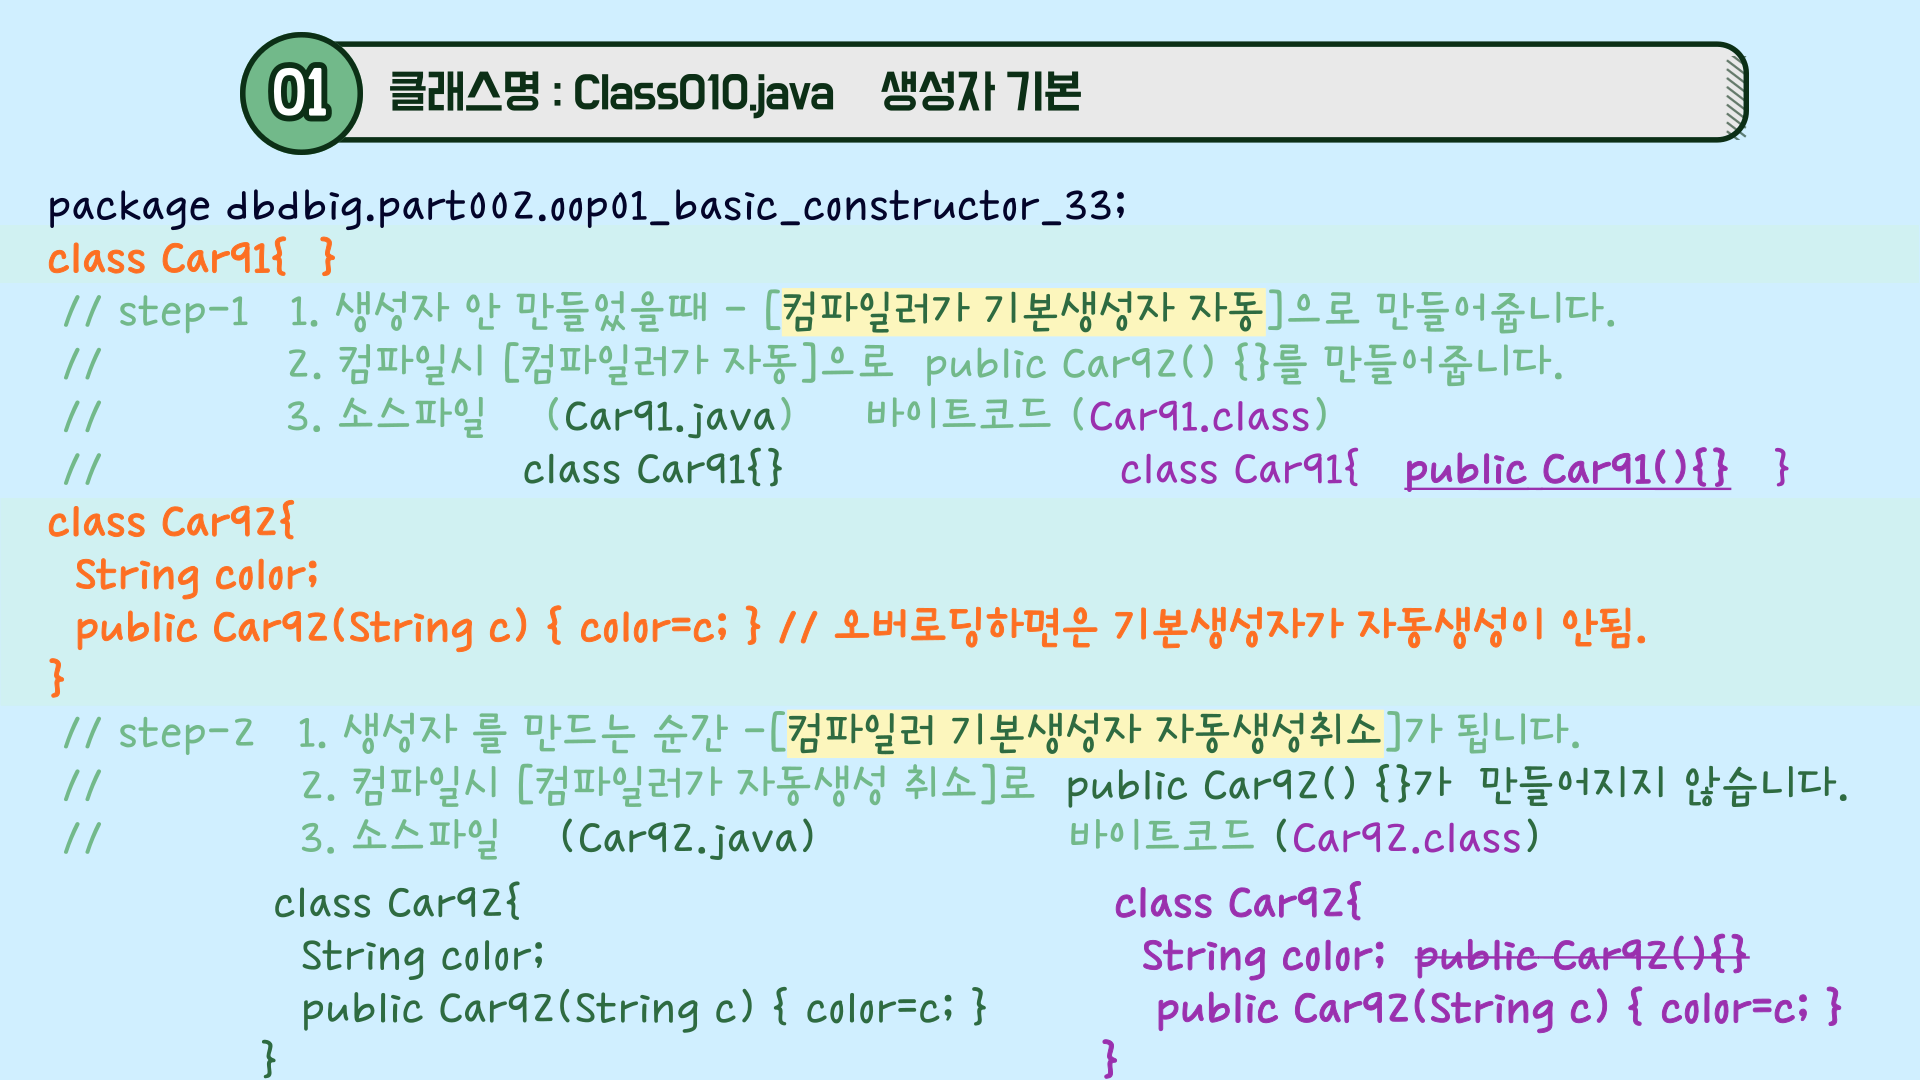 01 클래스명 : Class010.java 생성자 기본
package dbdbig.part002.oop01_basic_constructor_33;
class Car91{ }
// step-1 1. 생성자 안 만들었을때 - [컴파일러가 기본생성자 자동]으로 만들어줍니다.
// 2. 컴파일시 [컴파일러가 자동]으로 public Car92() {}를 만들어줍니다.
// 3. 소스파일 (Car91.java) 바이트코드 (Car91.class)
// class Car91{} class Car91{ public Car91(){} }
class Car92{
String color;
public Car92(String c) { color=c; } // 오버로딩하면은 기본생성자가 자동생성이 안됨.
}
// step-2 1. 생성자 를 만드는 순간 -[컴파일러 기본생성자 자동생성취소]가 됩니다.
// 2. 컴파일시 [컴파일러가 자동생성 취소]로 public Car92() {}가 만들어지지 않습니다.
// 3. 소스파일 (Car92.java) 바이트코드 (Car92.class)
class Car92{ class Car92{
String color; String color; public Car92(){}
public Car92(String c) { color=c; } public Car92(String c) { color=c; }
} }